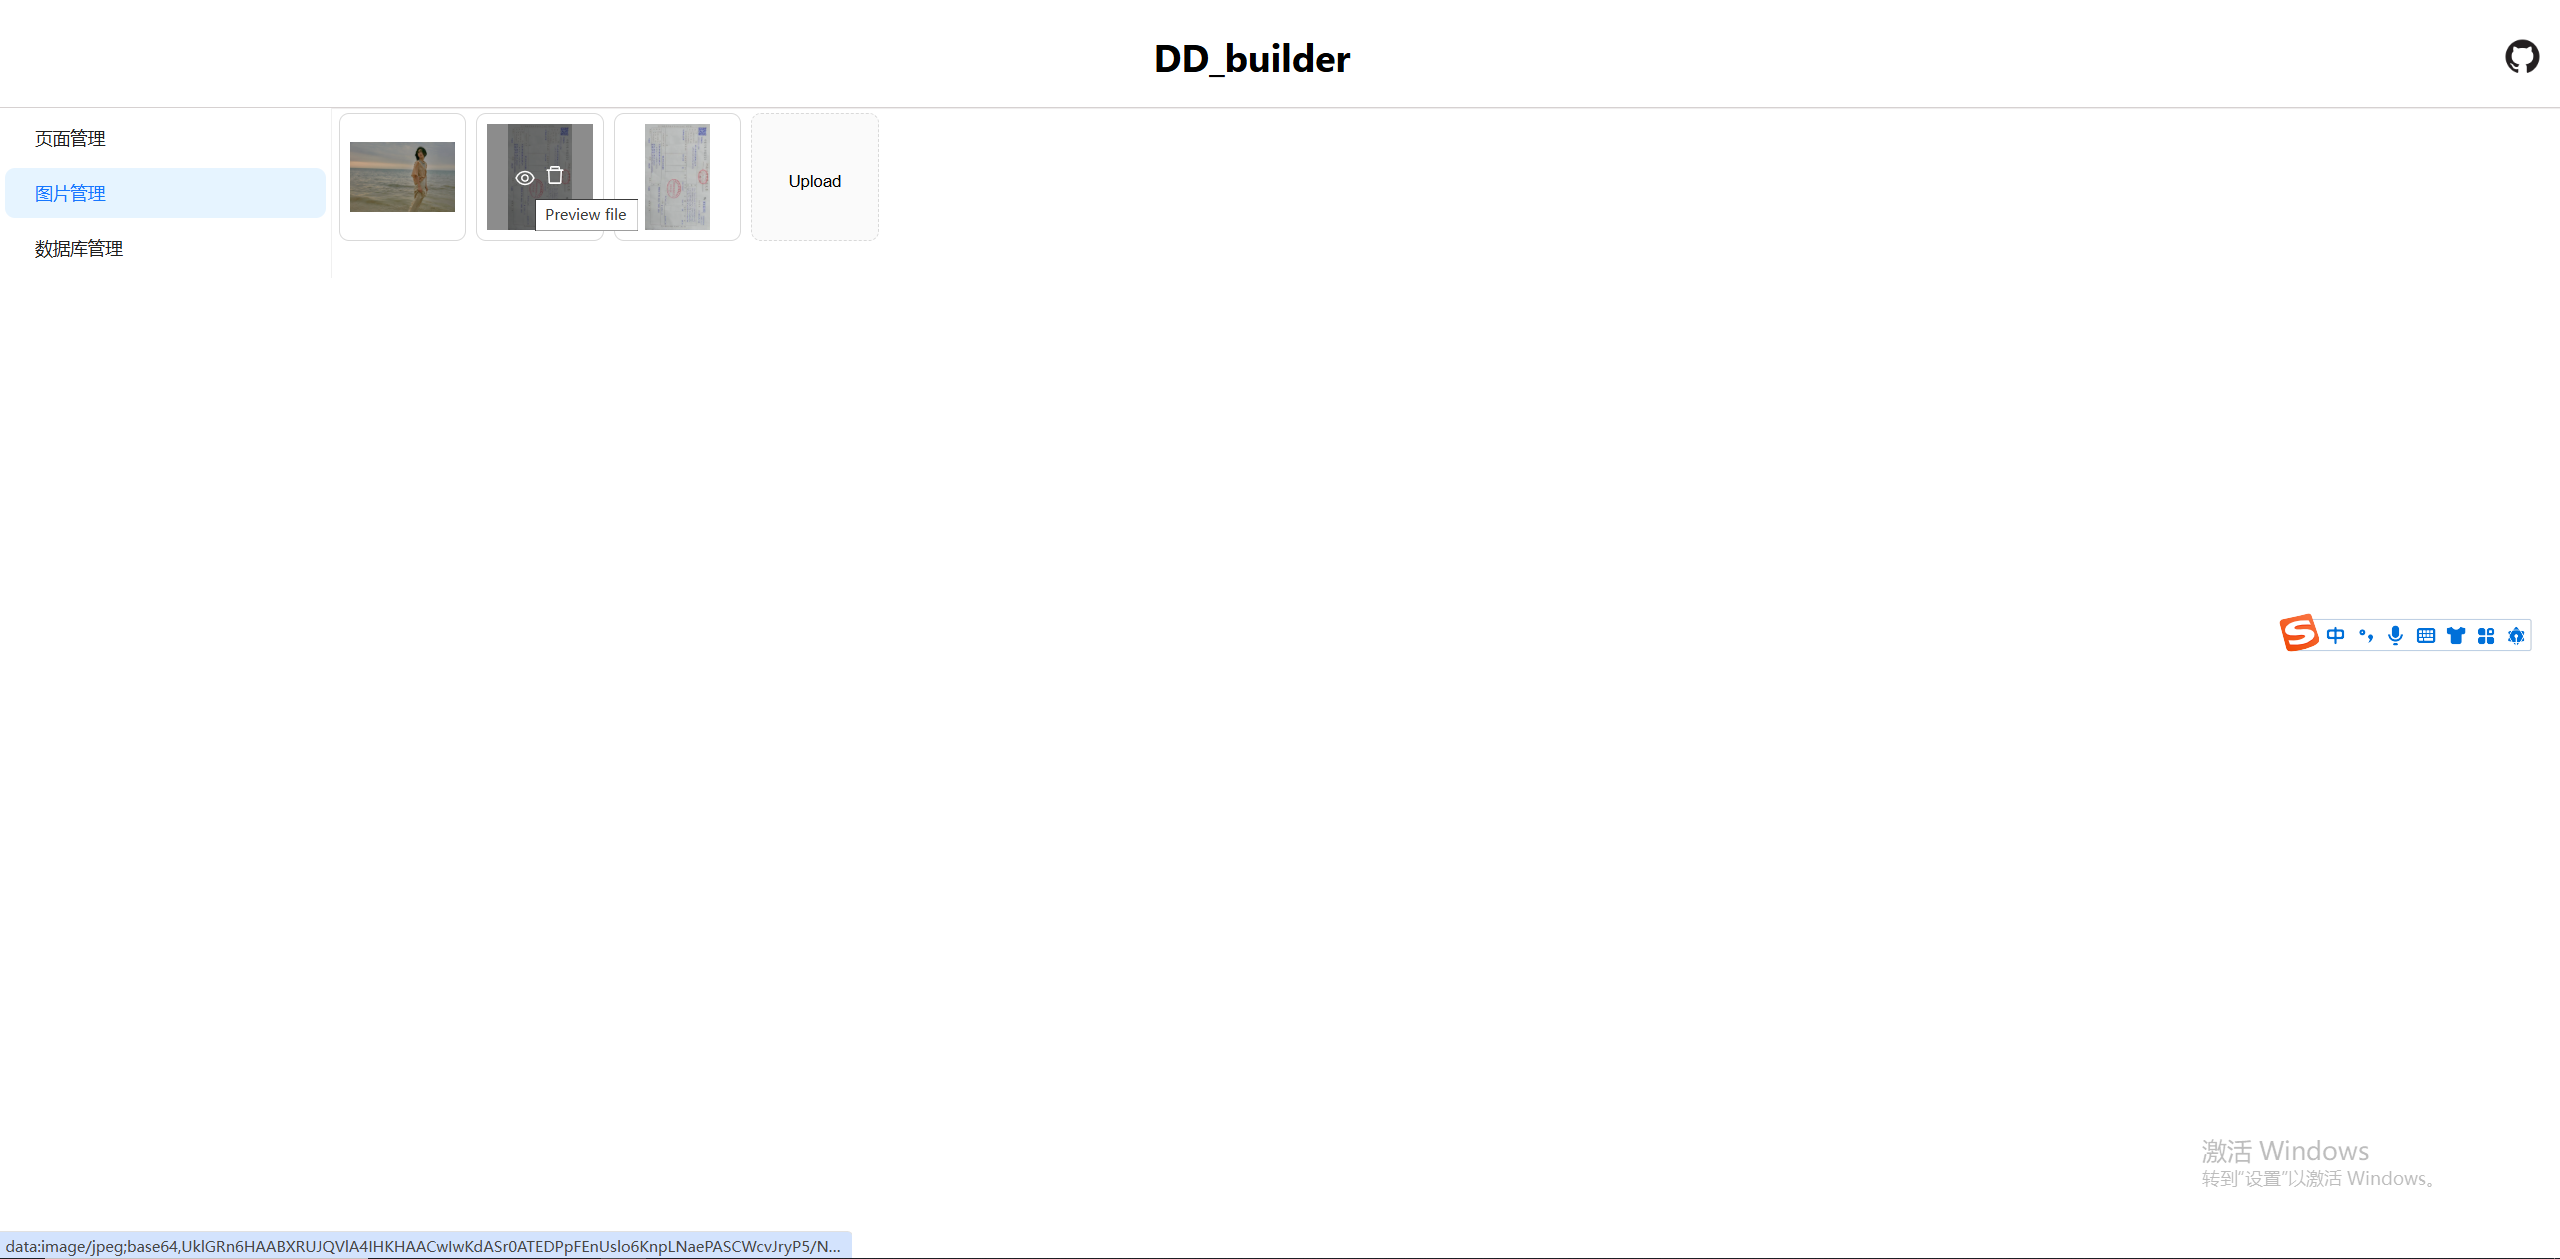 DD_builder
页面管理
图片管理
数据库管理
Preview file
Upload
中
激活 Windows
转到“设置”以激活 Windows。
data:image/jpeg;base64,UklGRn6HAABXRUJQVlA4IHKHAACwIwKdASr0ATEDPpFEnUslo6KnpLNaePASCWcvJryP5/N...